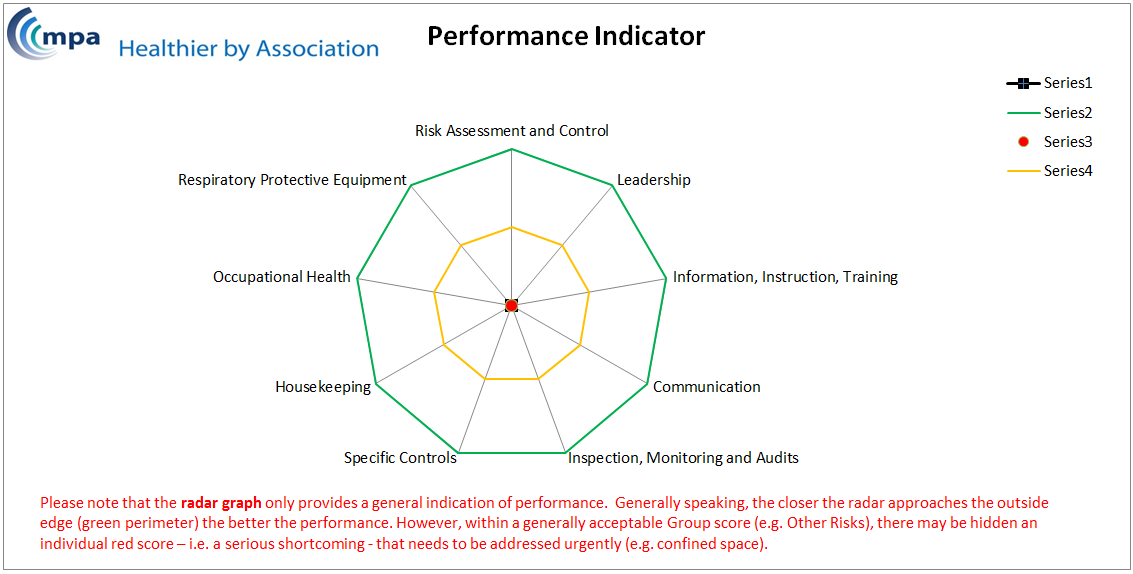 mpa
Healthier by Association
Performance Indicator
Series1
Series2
Series3
Series4
Risk Assessment and Control
Respiratory Protective Equipment
Leadership
Occupational Health
Information, Instruction, Training
Housekeeping
Communication
Specific Controls
Inspection, Monitoring and Audits
Please note that the radar graph only provides a general indication of performance.  Generally speaking, the closer the radar approaches the outside
edge (green perimeter) the better the performance. However, within a generally acceptable Group score (e.g. Other Risks), there may be hidden an
individual red score – i.e. a serious shortcoming - that needs to be addressed urgently (e.g. confined space).